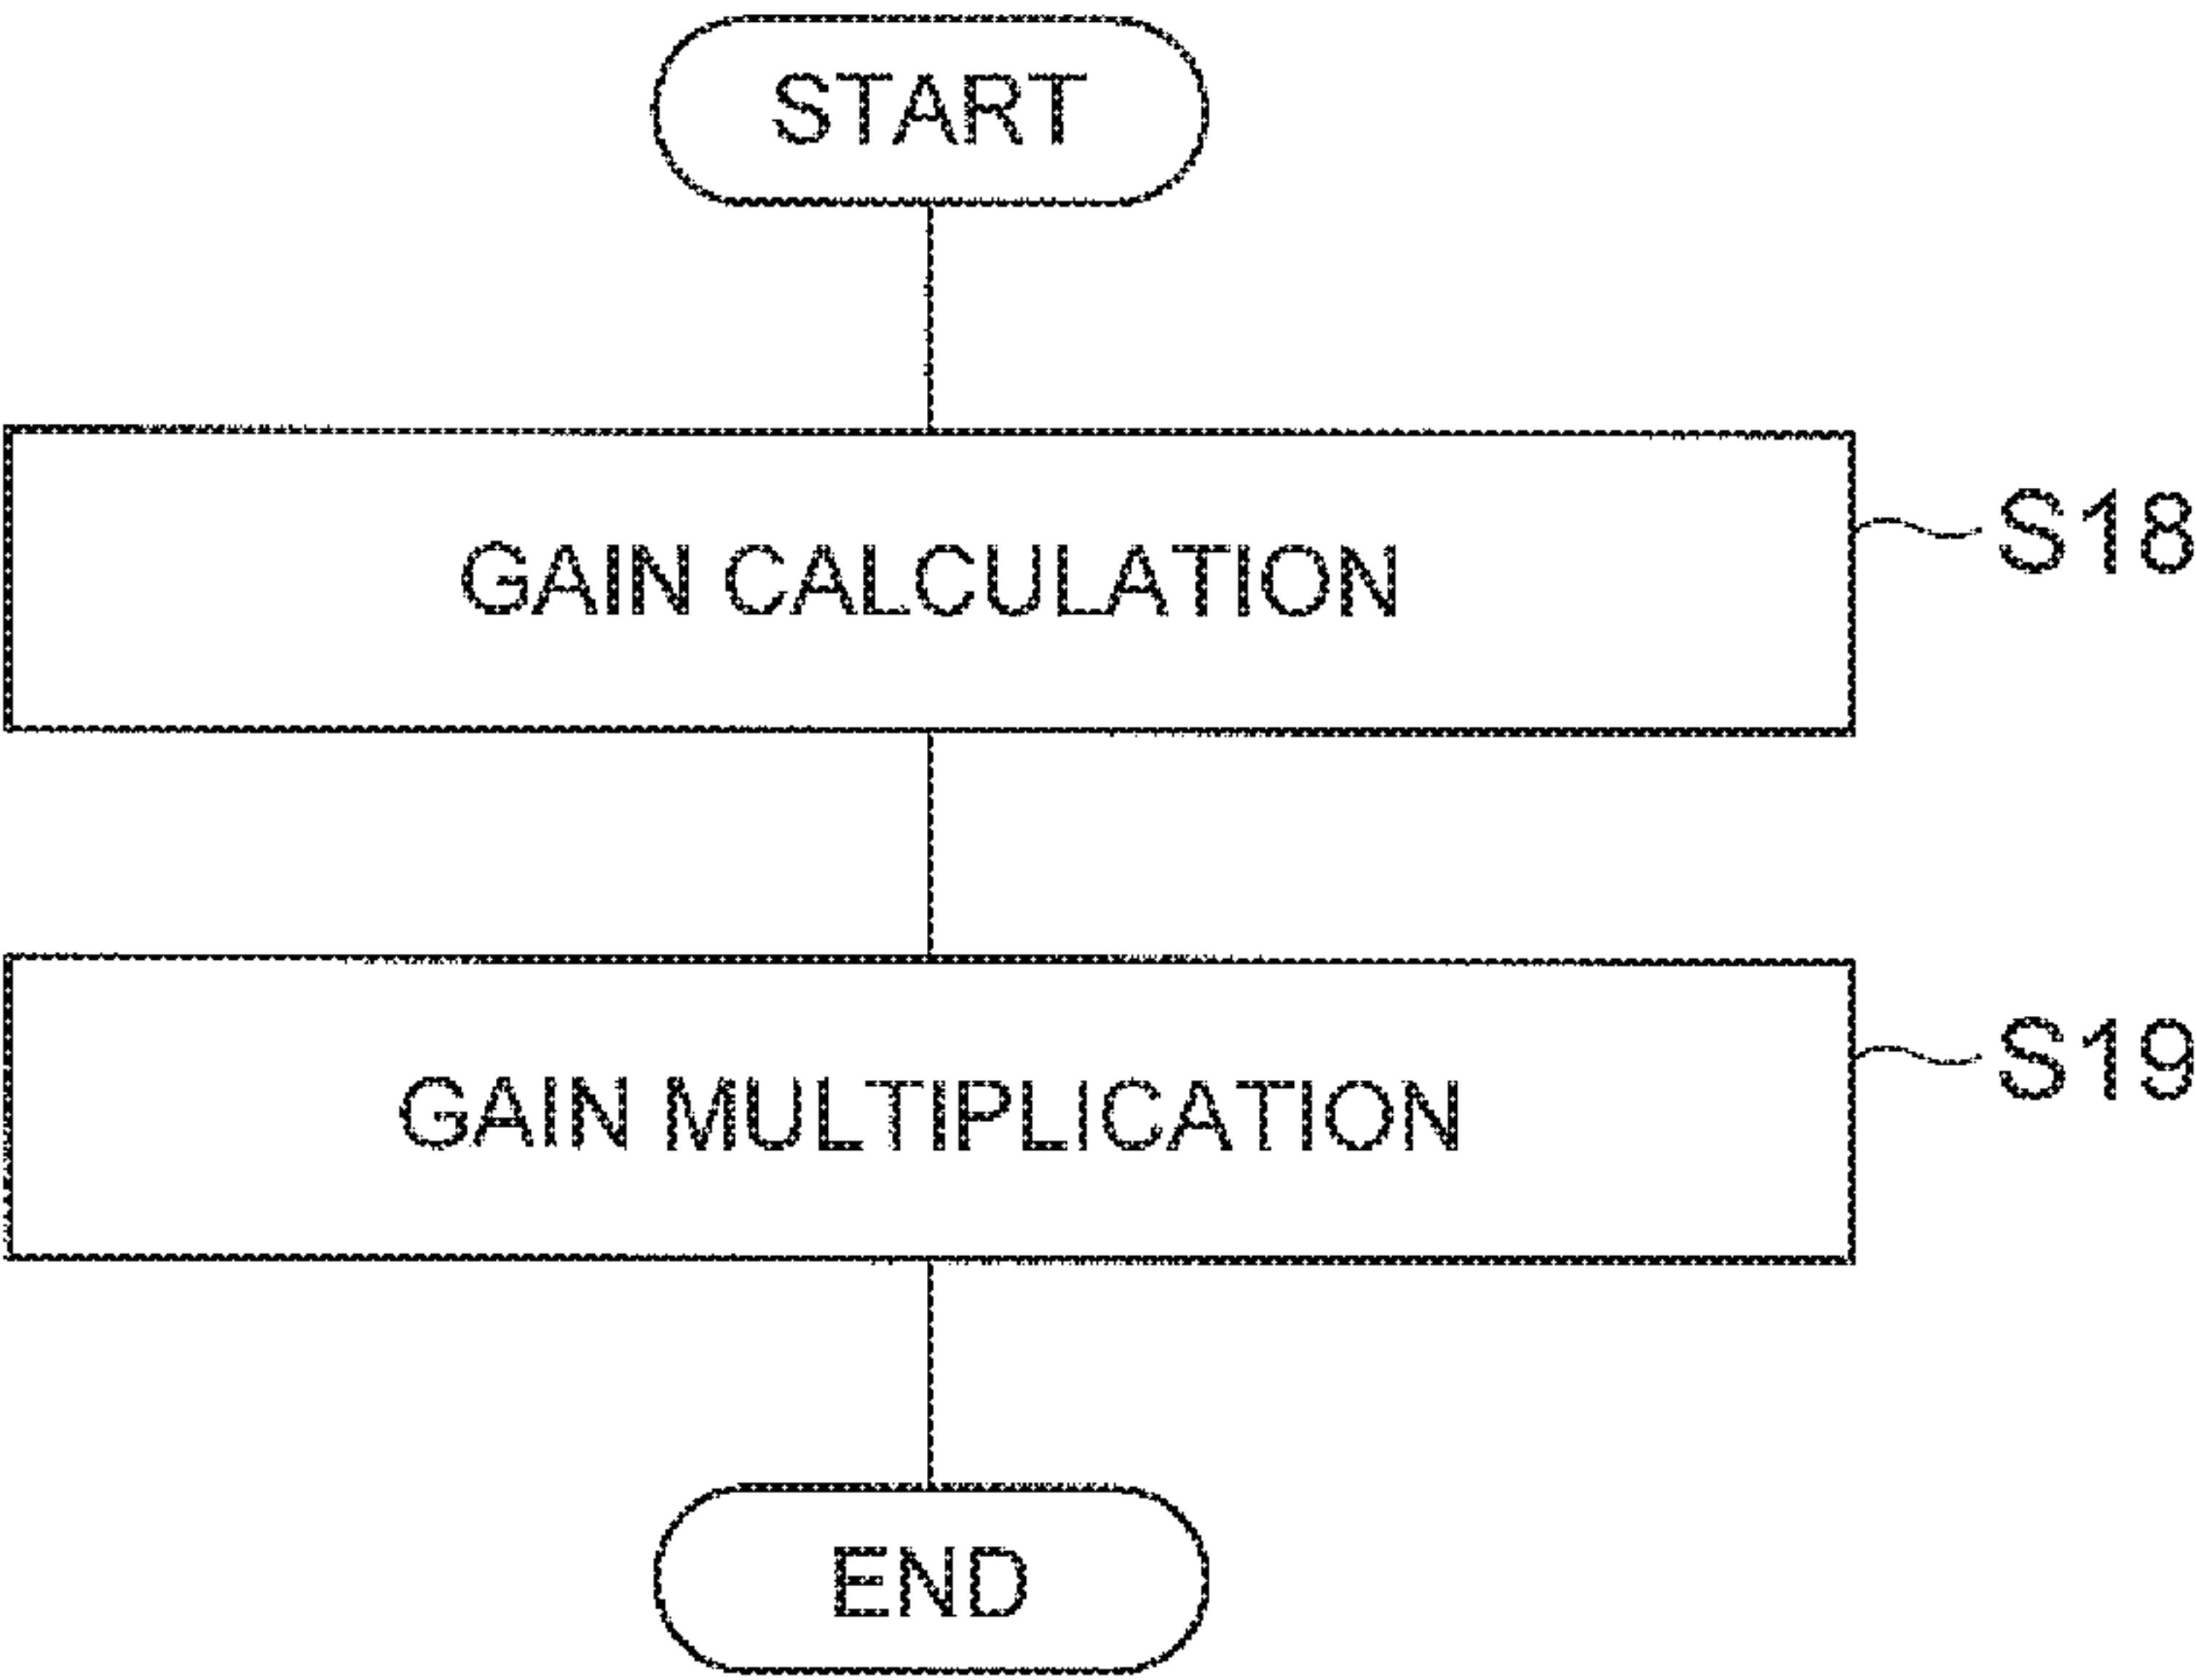 START
GAIN CALCULATION
S18
GAIN MULTIPLICATION
S19
END